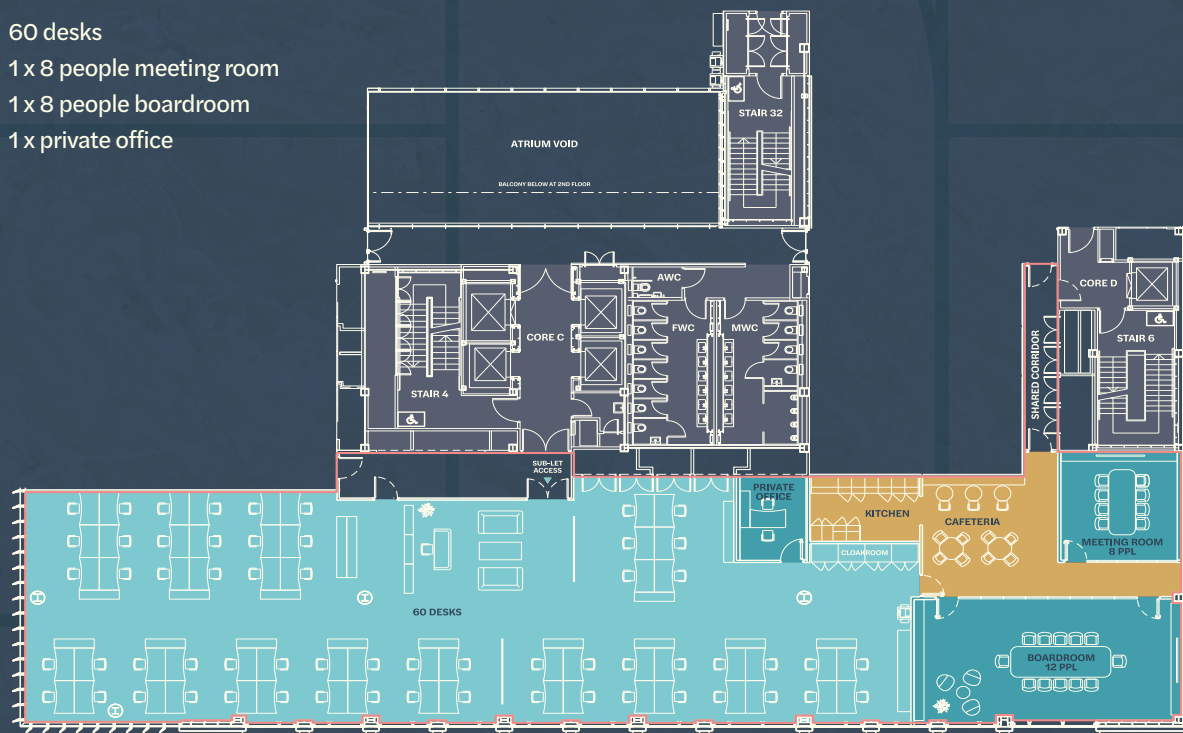 60 desks
1 x 8 people meeting room
1 x 8 people boardroom
1 x private office
STAIR 32
ATRIUM VOID
BALCONY BELOW AT 2ND FLOOR
AWC
CORE D
FWC
MWC
CORE C
STAIR 6
SHARED CORRIDOR
STAIR 4
SUB-LET
ACCESS
PRIVATE
OFFICE
KITCHEN
CAFETERIA
MEETING ROOM
8 PPL
CLOAKROOM
60 DESKS
BOARDROOM
12 PPL